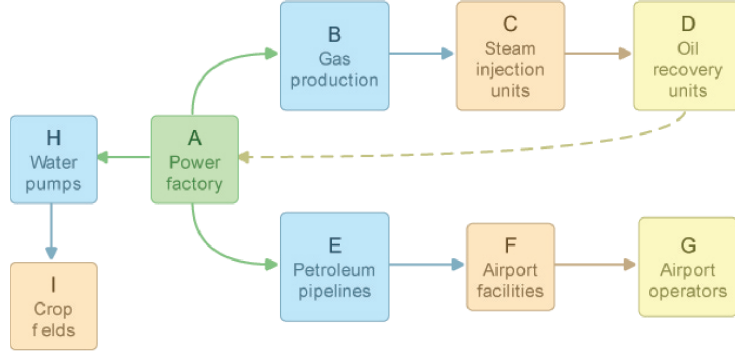 B
Gas
production
C
Steam
injection
units
D
Oil
recovery
units
H
Water
pumps
A
Power
factory
E
Petroleum
pipelines
F
Airport
facilities
G
Airport
operators
I
Crop
fields